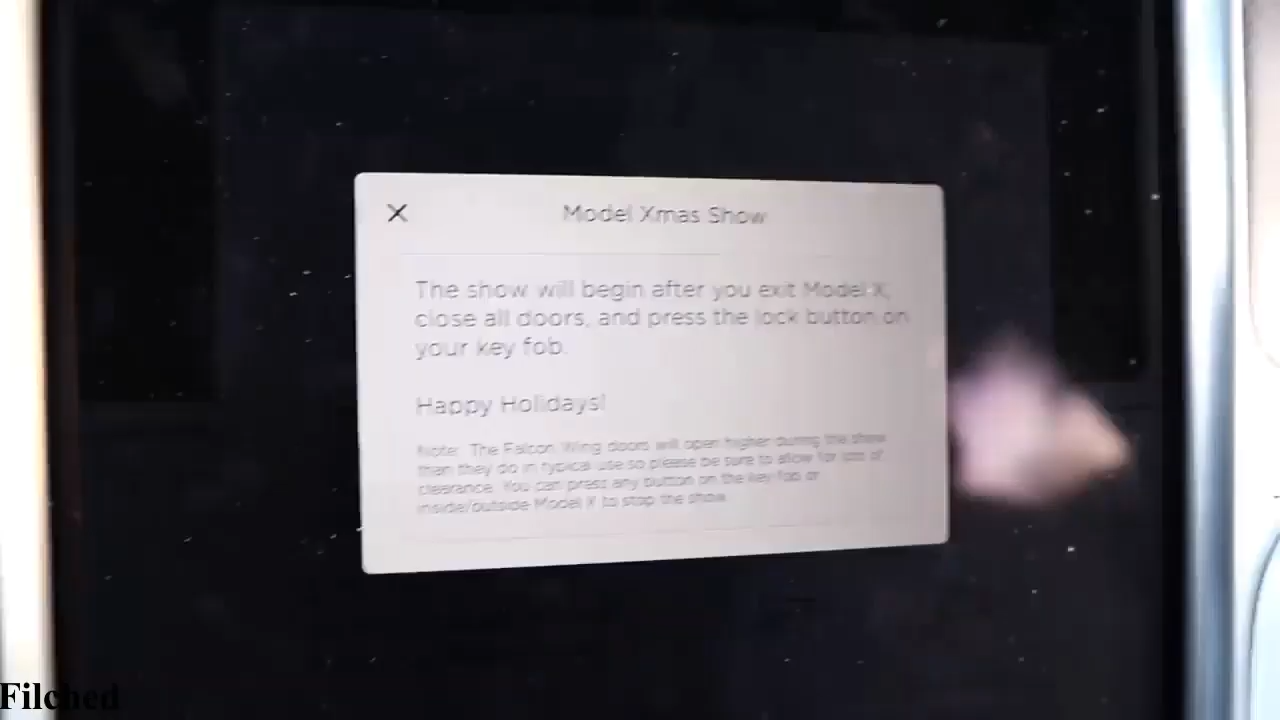 Model Xmas Show
The show will begin after you exit Model X,
close all doors, and press the lock button on
your key fob.
Happy Holidays!
Note: The Falcon Wing doors will open higher during the show
than they do in typical use so please be sure to allow for lots of
clearance. You can press any button on the key fob or
inside/outside Model X to stop the show.
Filched